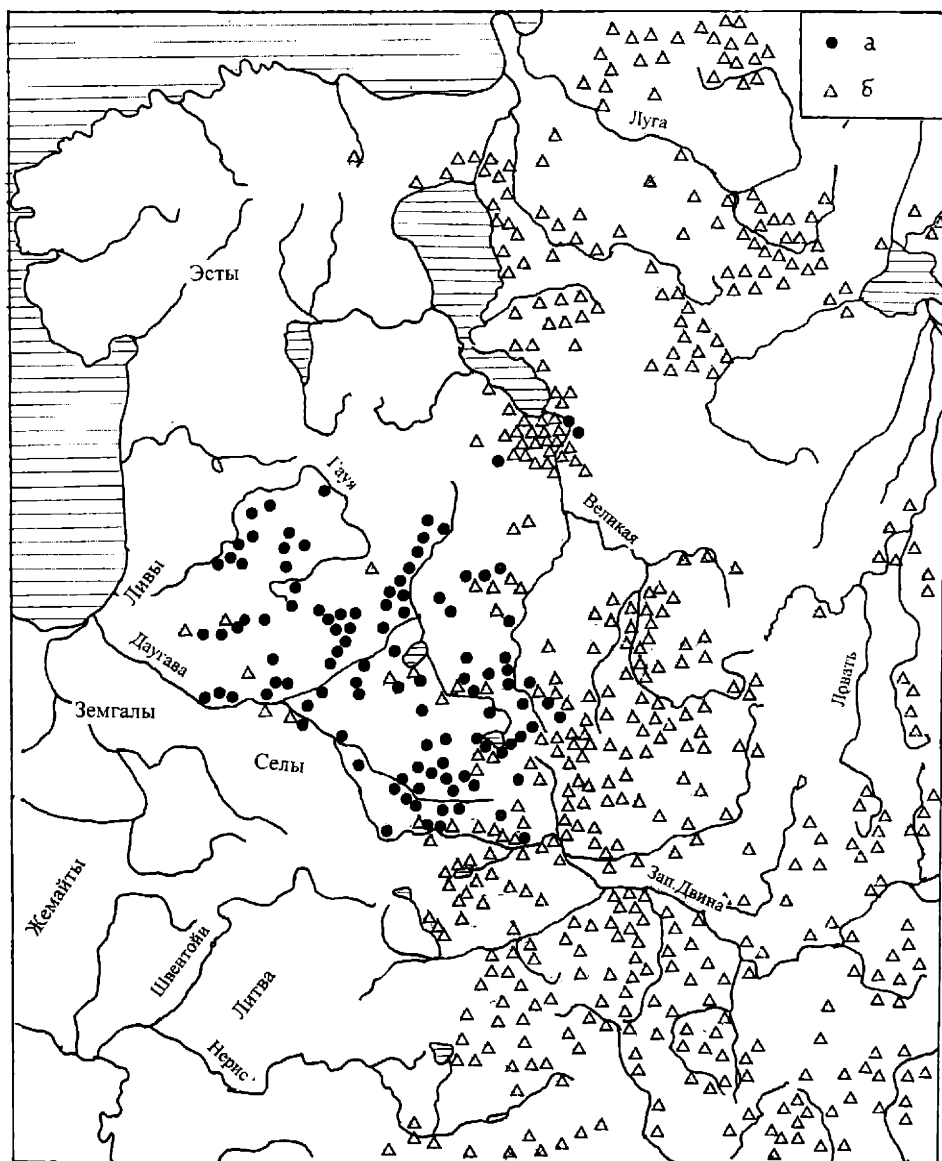 а
б
Луга
Эсты
Гауя
Великая
Ливы
Даугава
Ловать
Земгалы
Селы
Зап. Двина
Жемайты
Швентойи
Литва
Нерис